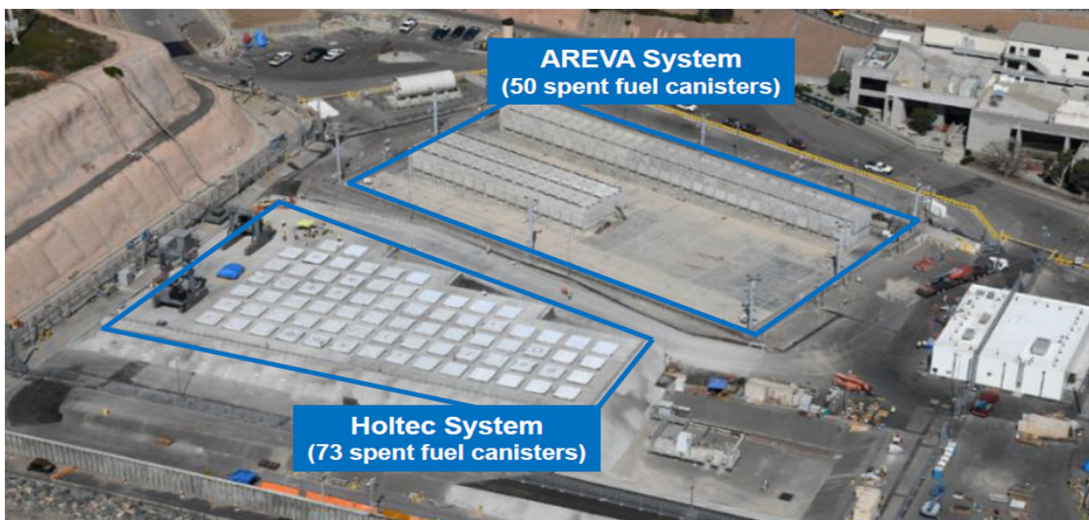 AREVA System
(50 spent fuel canisters)
Holtec System
(73 spent fuel canisters)